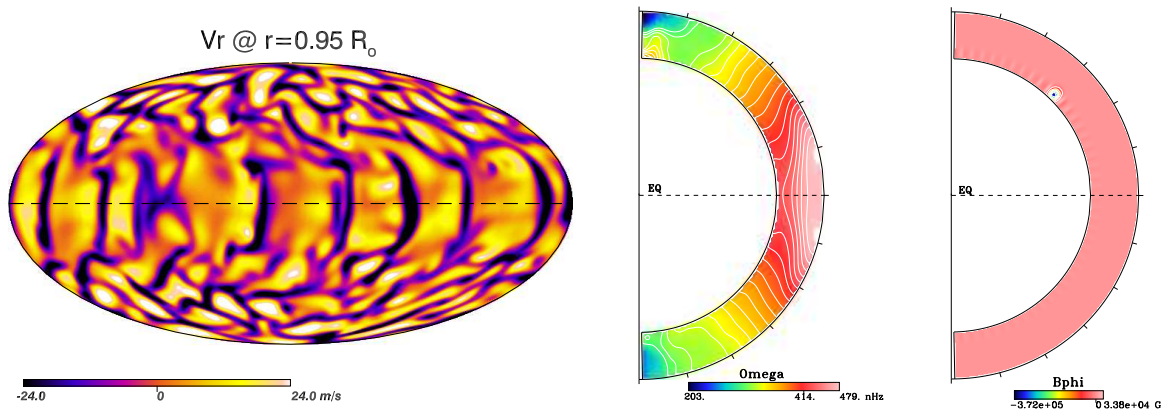 Vr @ r=0.95 Ro
-24.0 0 24.0 m/s
EQ
Omega
203. 414. 479. nHz
EQ
Bphi
-3.72e+05 0 3.38e+04 G